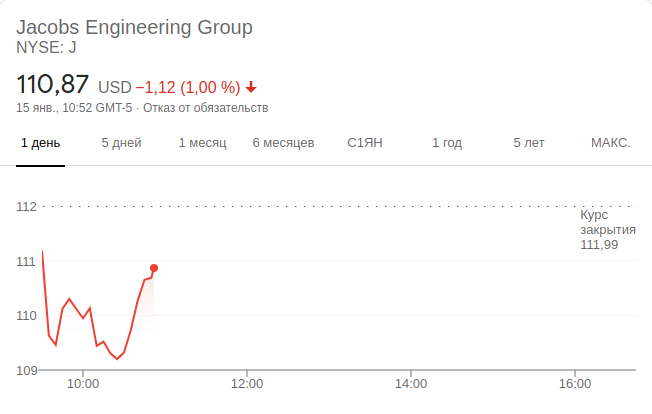 Jacobs Engineering Group
NYSE: J
110,87 USD −1,12 (1,00 %)
15 янв., 10:52 GMT-5 · Отказ от обязательств
1 день 5 дней 1 месяц 6 месяцев С1ЯН 1 год 5 лет МАКС.
112
Курс
закрытия
111,99
111
110
109
10:00 12:00 14:00 16:00